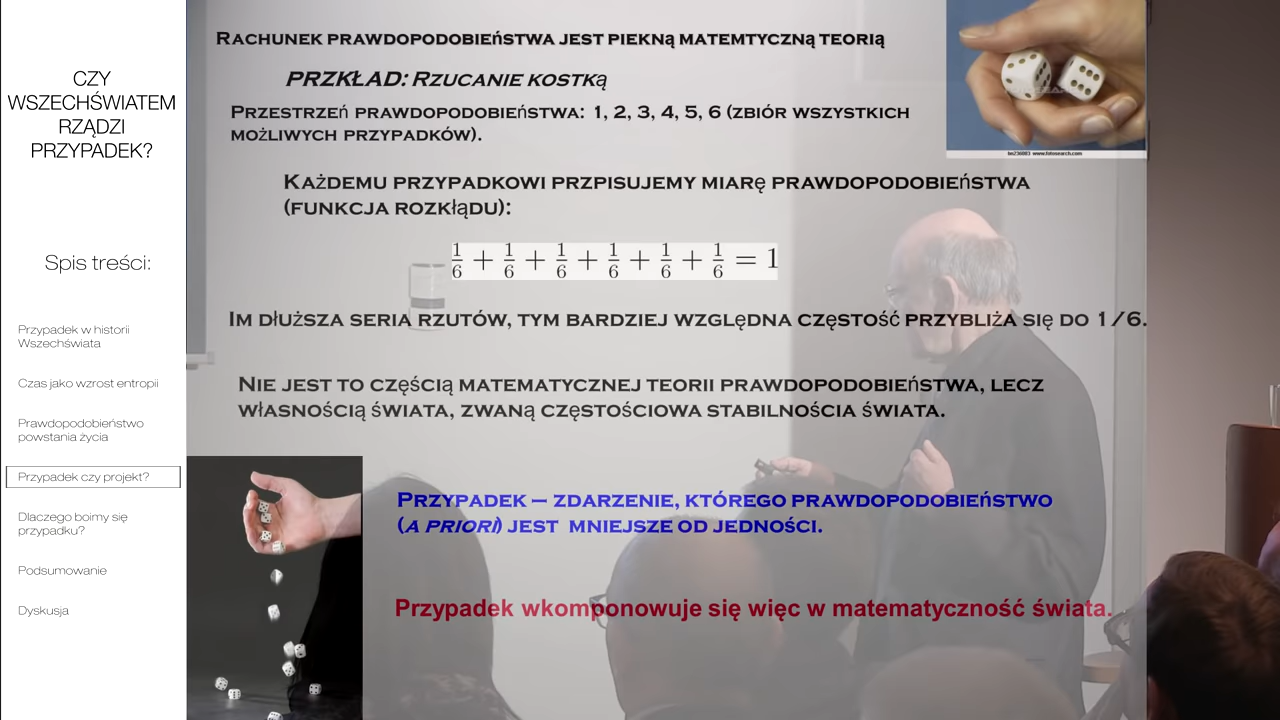 CZY
WSZECHŚWIATEM
RZĄDZI
PRZYPADEK?
Spis treści:
Przypadek w historii
Wszechświata
Czas jako wzrost entropii
Prawdopodobieństwo
powstania życia
Przypadek czy projekt?
Dlaczego boimy się
przypadku?
Podsumowanie
Dyskusja
RACHUNEK PRAWDOPODOBIEńSTWA JEST PIEKNą MATEMTYCZNą TEORIą
PRZKŁAD: RZUCANIE KOSTKą
PRZESTRZEń PRAWDOPODOBIEńSTWA: 1, 2, 3, 4, 5, 6 (ZBIÓR WSZYSTKICH
MOżLIWYCH PRZYPADKÓW).
KAżDEMU PRZYPADKOWI PRZPISUJEMY MIARę PRAWDOPODOBIEńSTWA
(FUNKCJA ROZKłąDU):
1/6 + 1/6 + 1/6 + 1/6 + 1/6 + 1/6 = 1
IM DłUżSZA SERIA RZUTÓW, TYM BARDZIEJ WZGLęDNA CZęSTOść PRZYBLIżA SIę DO 1/6.
NIE JEST TO CZęśCIą MATEMATYCZNEJ TEORII PRAWDOPODOBIEńSTWA, LECZ
WłASNOśCIą śWIATA, ZWANą CZęSTOśCIOWA STABILNOśCIA śWIATA.
PRZYPADEK – ZDARZENIE, KTÓREGO PRAWDOPODOBIEńSTWO
(A PRIORI) JEST MNIEJSZE OD JEDNOśCI.
Przypadek wkomponowuje się więc w matematyczność świata.
www.fotosearch.com